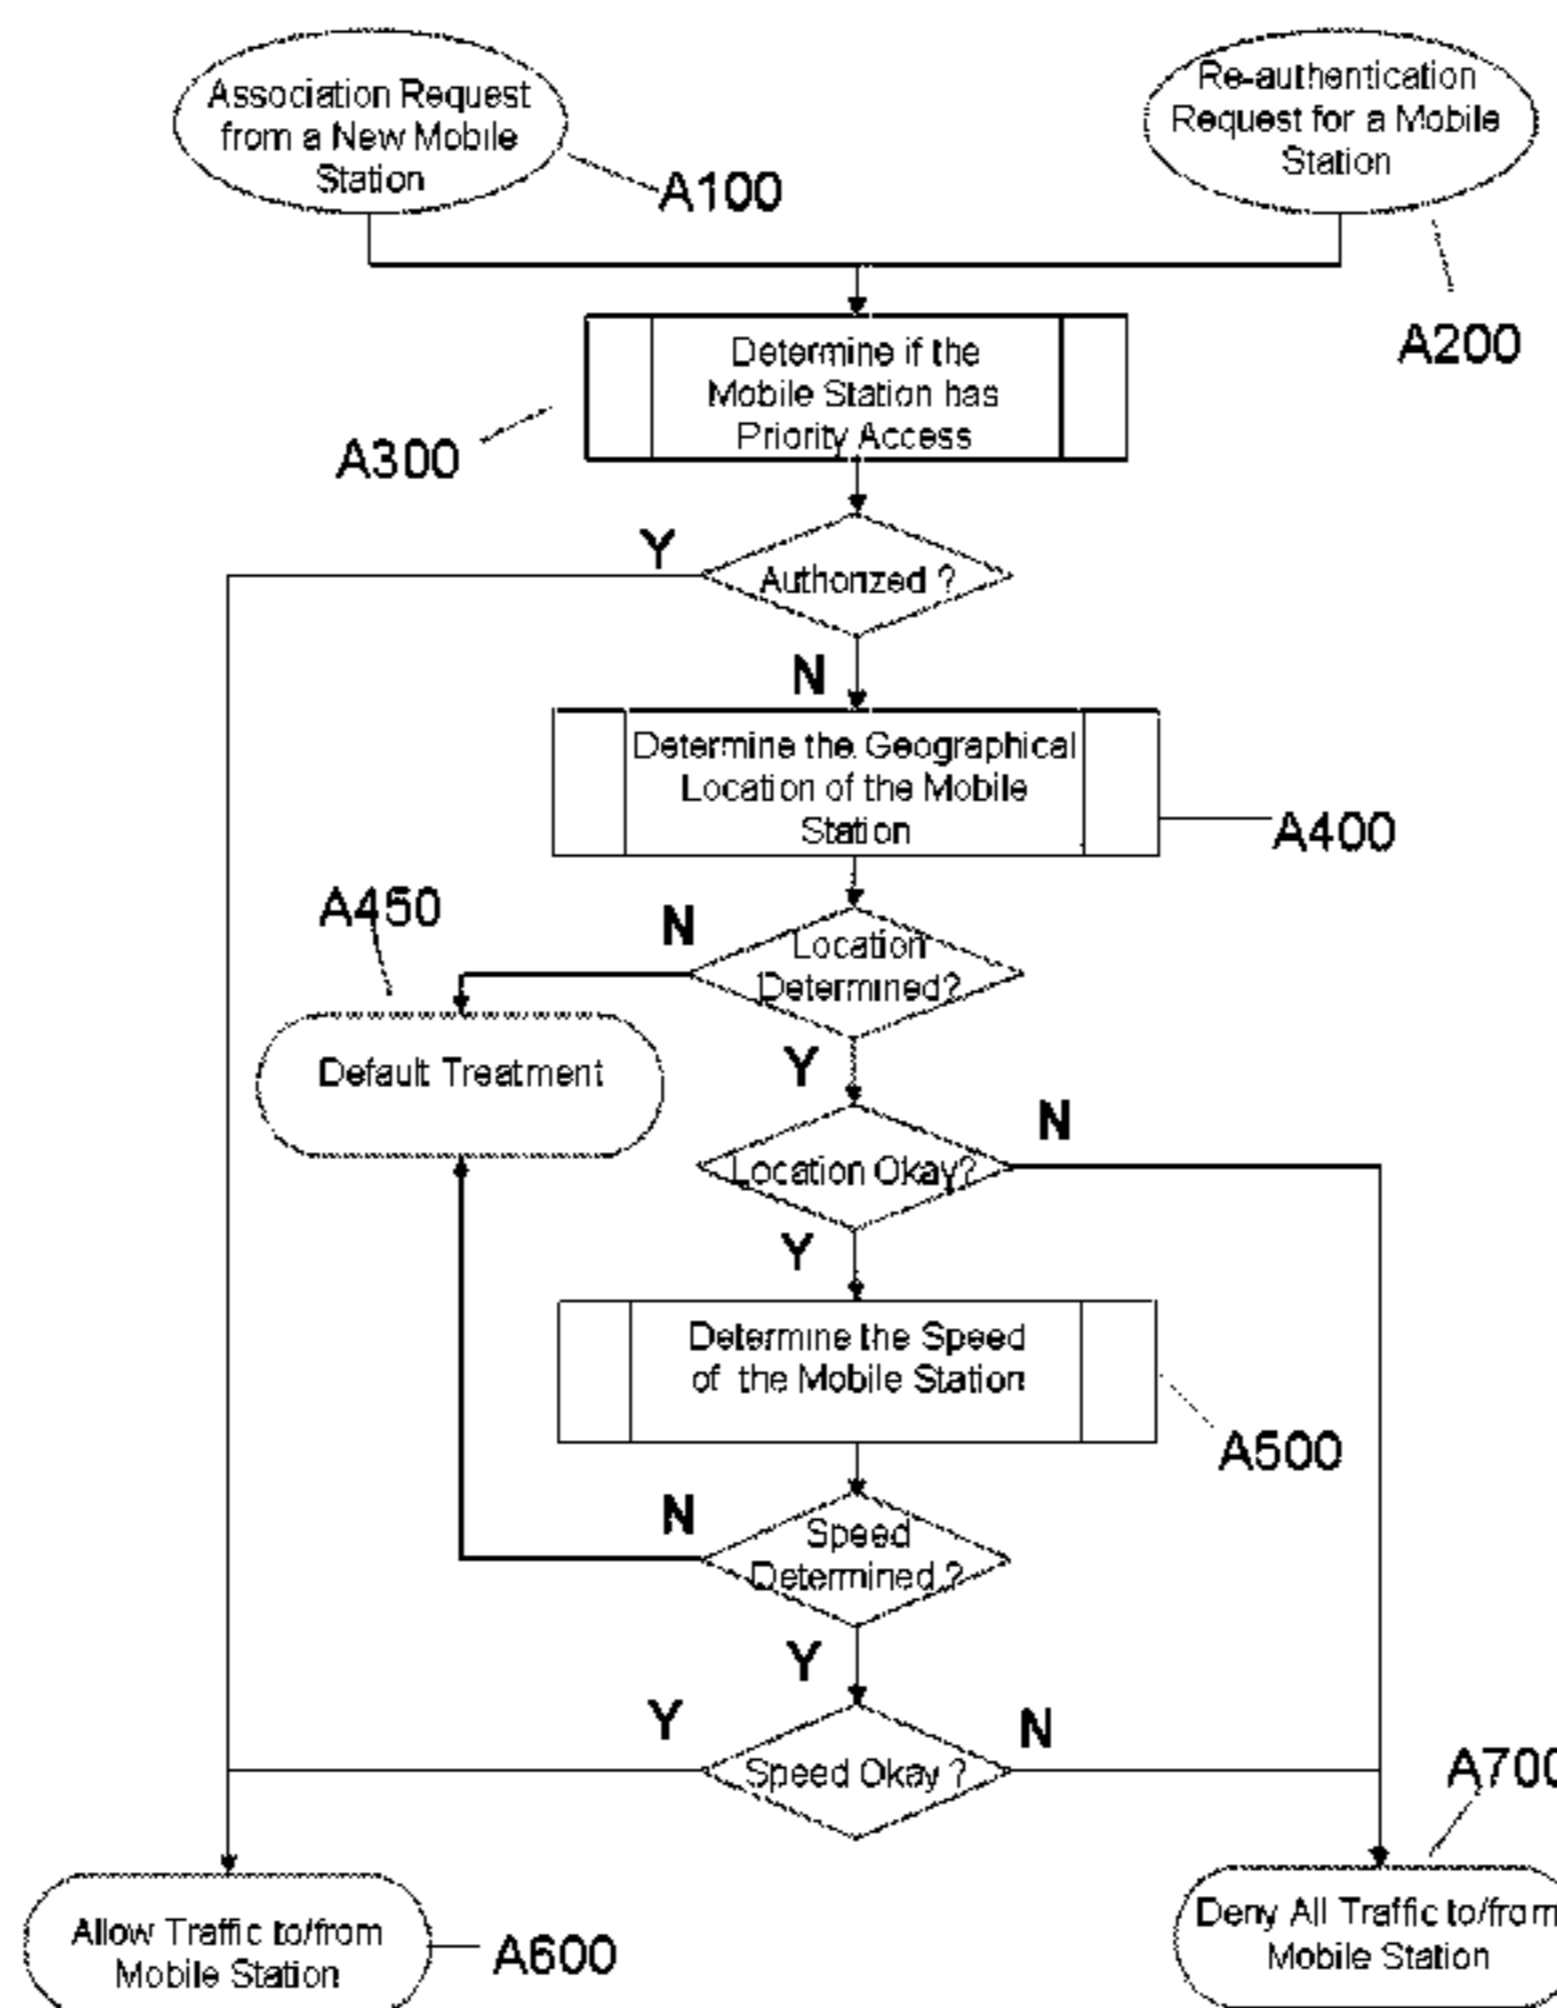 Association Request
from a New Mobile
Station
A100
Re-authentication
Request for a Mobile
Station
A200
Determine if the
Mobile Station has
Priority Access
A300
Authorized ?
Y
N
Determine the Geographical
Location of the Mobile
Station
A400
Location
Determined?
N
A450
Default Treatment
Y
Location Okay?
N
Y
Determine the Speed
of the Mobile Station
A500
Speed
Determined ?
N
Y
Speed Okay ?
Y
N
A700
Allow Traffic to/from
Mobile Station
A600
Deny All Traffic to/from
Mobile Station